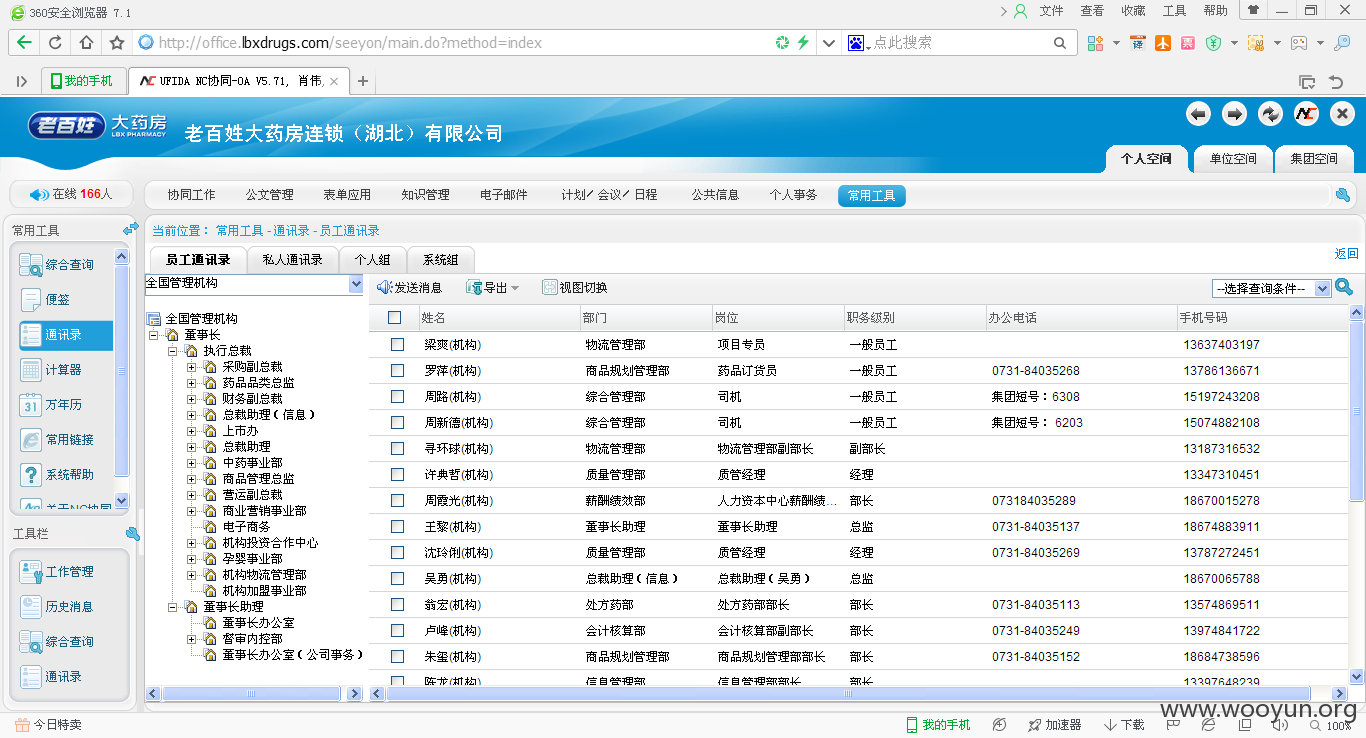 360安全浏览器 7.1
文件 查看 收藏 工具 帮助
http://office.lbxdrugs.com/seeyon/main.do?method=index
点此搜索
译
票
我的手机
UFIDA NC协同-OA V5.71, 肖伟,
老百姓 大药房
LBX PHARMACY
老百姓大药房连锁（湖北）有限公司
个人空间 单位空间 集团空间
在线 166人
协同工作 公文管理 表单应用 知识管理 电子邮件 计划/会议/日程 公共信息 个人事务 常用工具
常用工具
综合查询
便签
通讯录
计算器
31 万年历
常用链接
系统帮助
关于NC协同
工具栏
工作管理
历史消息
综合查询
通讯录
当前位置： 常用工具 - 通讯录 - 员工通讯录
员工通讯录 私人通讯录 个人组 系统组
返回
全国管理机构
全国管理机构
董事长
执行总裁
采购副总裁
药品品类总监
财务副总裁
总裁助理（信息）
上市办
总裁助理
中药事业部
商品管理总监
营运副总裁
商业营销事业部
电子商务
机构投资合作中心
孕婴事业部
机构物流管理部
机构加盟事业部
董事长助理
董事长办公室
督审内控部
董事长办公室（公司事务）
发送消息 导出 视图切换
--选择查询条件--
姓名 部门 岗位 职务级别 办公电话 手机号码
梁爽(机构) 物流管理部 项目专员 一般员工 13637403197
罗萍(机构) 商品规划管理部 药品订货员 一般员工 0731-84035268 13786136671
周路(机构) 综合管理部 司机 一般员工 集团短号：6308 15197243208
周新德(机构) 综合管理部 司机 一般员工 集团短号： 6203 15074882108
寻环球(机构) 物流管理部 物流管理部副部长 副部长 13187316532
许典哲(机构) 质量管理部 质管经理 经理 13347310451
周霞光(机构) 薪酬绩效部 人力资本中心薪酬绩... 部长 073184035289 18670015278
王黎(机构) 董事长助理 董事长助理 总监 0731-84035137 18674883911
沈玲俐(机构) 质量管理部 质管经理 经理 0731-84035269 13787272451
吴勇(机构) 总裁助理（信息） 总裁助理（吴勇） 总监 18670065788
翁宏(机构) 处方药部 处方药部部长 部长 0731-84035113 13574869511
卢峰(机构) 会计核算部 会计核算部副部长 部长 0731-84035249 13974841722
朱玺(机构) 商品规划管理部 商品规划管理部部长 部长 0731-84035152 18684738596
陈龙(机构) 信息管理部 信息管理部部长 部长 13397648239
今日特卖
我的手机 加速器 下载 100%
www.wooyun.org